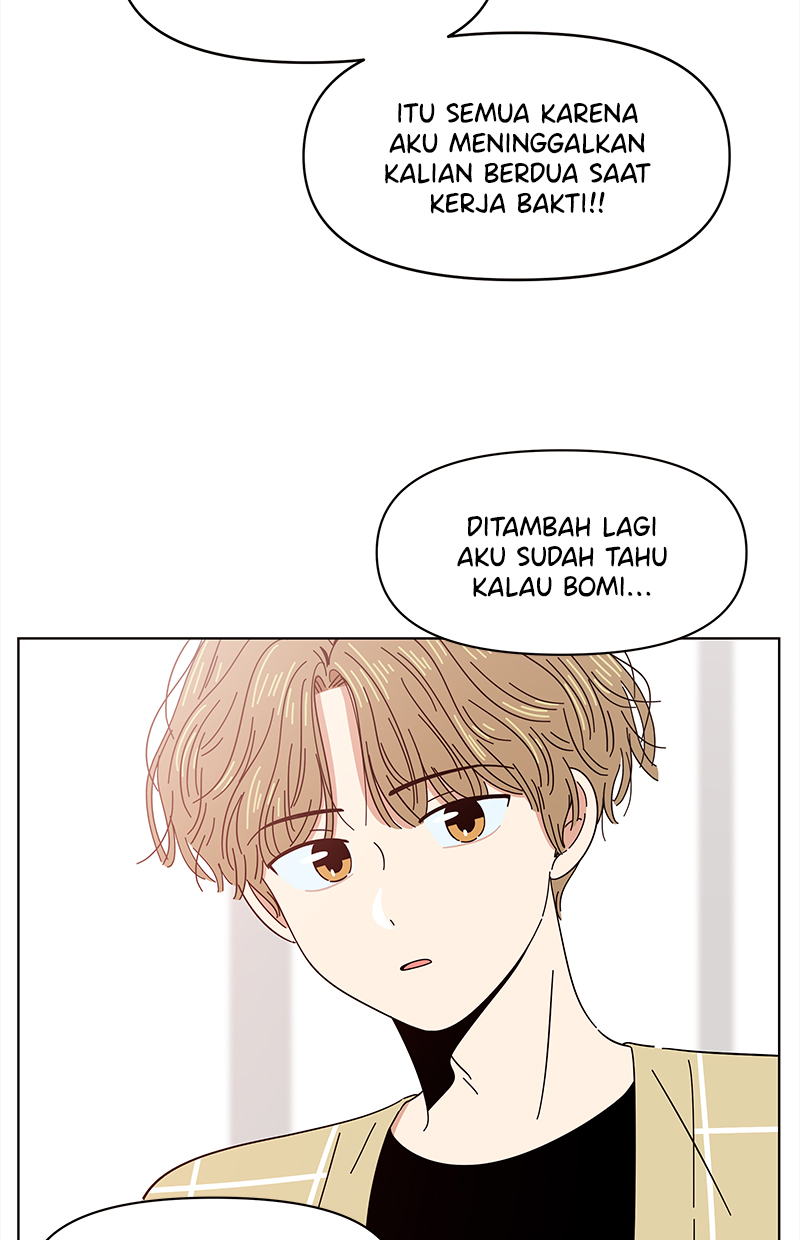 ITU SEMUA KARENA
AKU MENINGGALKAN
KALIAN BERDUA SAAT
KERJA BAKTI!!
DITAMBAH LAGI
AKU SUDAH TAHU
KALAU BOMI...